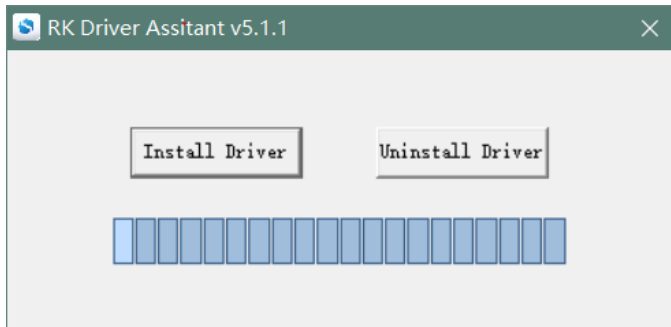 RK Driver Assitant v5.1.1
Install Driver
Uninstall Driver